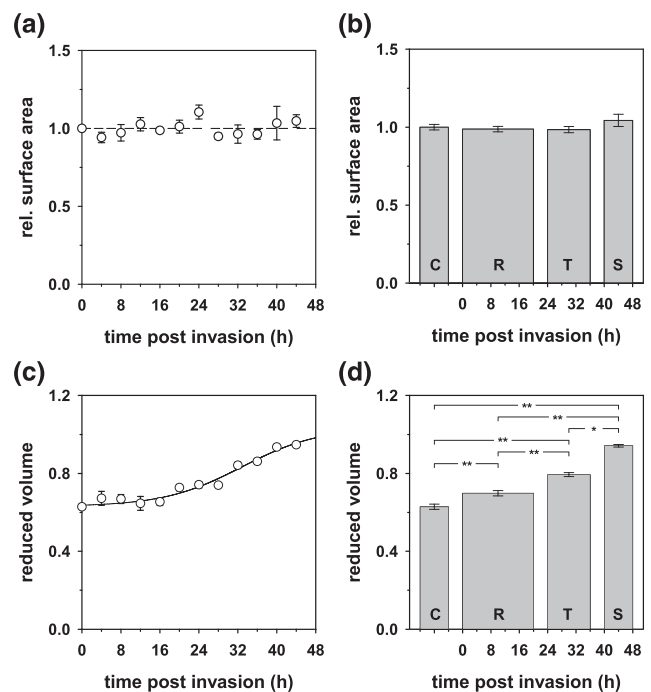 (a)
1.5
1.0
0.5
0.0
rel. surface area
0 8 16 24 32 40 48
time post invasion (h)
(b)
1.5
1.0
0.5
0.0
rel. surface area
C R T S
0 8 16 24 32 40 48
time post invasion (h)
(c)
1.2
0.8
0.4
0.0
reduced volume
0 8 16 24 32 40 48
time post invasion (h)
(d)
1.2
0.8
0.4
0.0
reduced volume
**
**
*
**
**
**
C R T S
0 8 16 24 32 40 48
time post invasion (h)